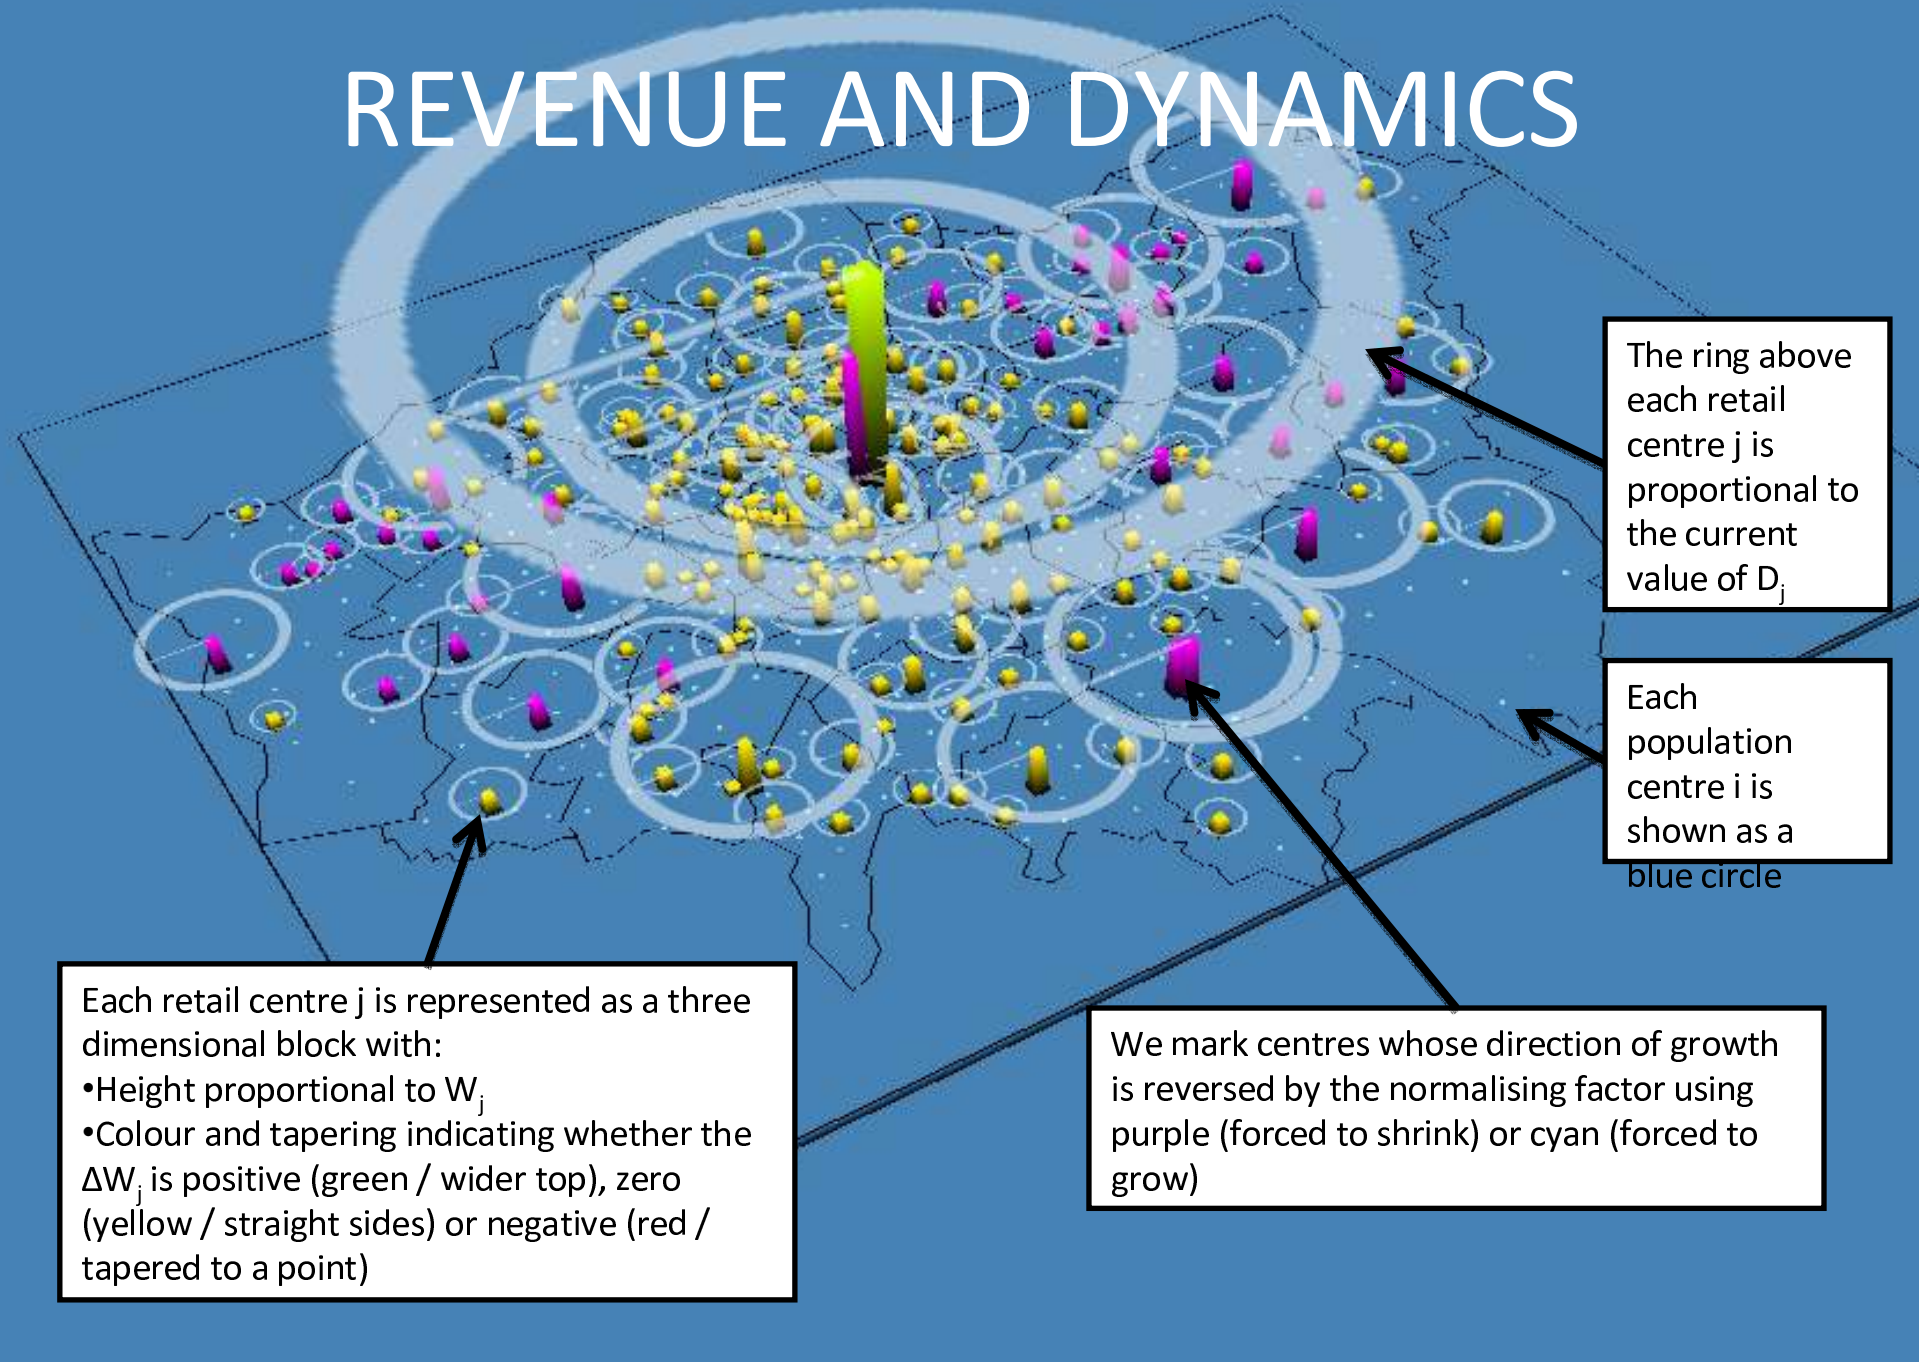 REVENUE AND DYNAMICS
The ring above
each retail
centre j is
proportional to
the current
value of Dj
Each
population
centre i is
shown as a
blue circle
Each retail centre j is represented as a three
dimensional block with:
•Height proportional to Wj
•Colour and tapering indicating whether the
ΔWj is positive (green / wider top), zero
(yellow / straight sides) or negative (red /
tapered to a point)
We mark centres whose direction of growth
is reversed by the normalising factor using
purple (forced to shrink) or cyan (forced to
grow)